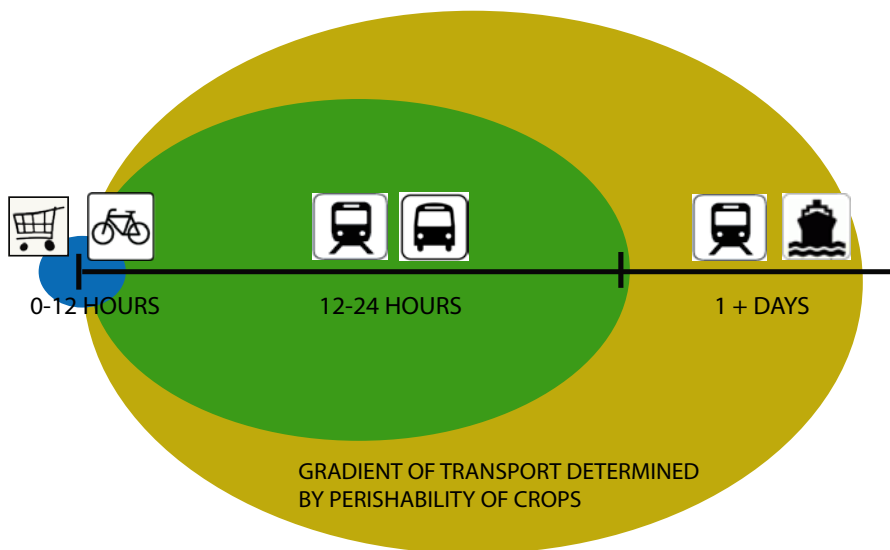 0-12 HOURS
12-24 HOURS
1 + DAYS
GRADIENT OF TRANSPORT DETERMINED
BY PERISHABILITY OF CROPS